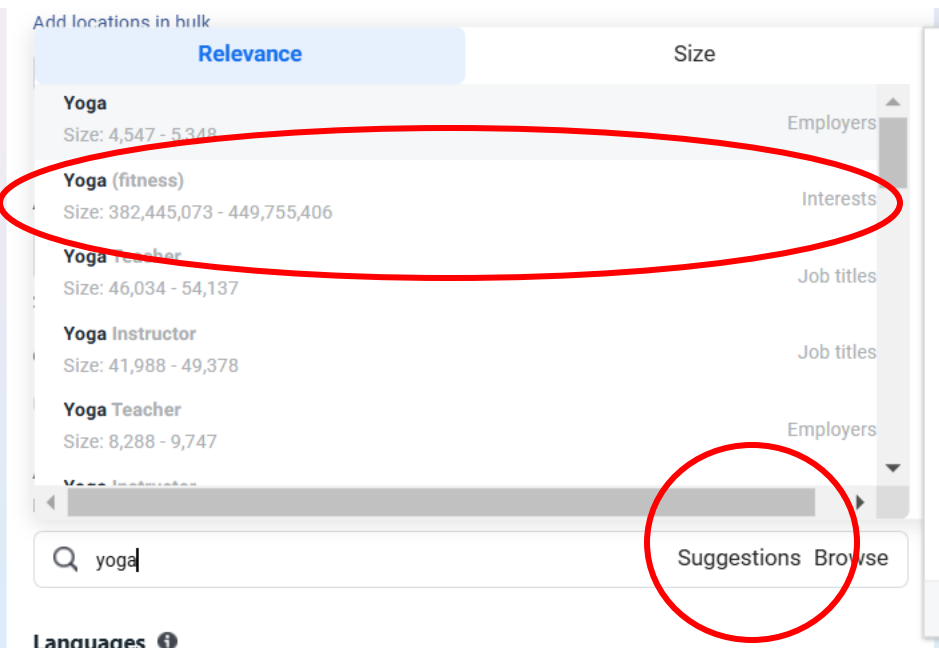 Add locations in bulk
Relevance Size
Yoga
Size: 4,547 - 5,348 Employers
Yoga (fitness)
Size: 382,445,073 - 449,755,406 Interests
Yoga Teacher
Size: 46,034 - 54,137 Job titles
Yoga Instructor
Size: 41,988 - 49,378 Job titles
Yoga Teacher
Size: 8,288 - 9,747 Employers
Yoga Instructor
yoga Suggestions Browse
Languages